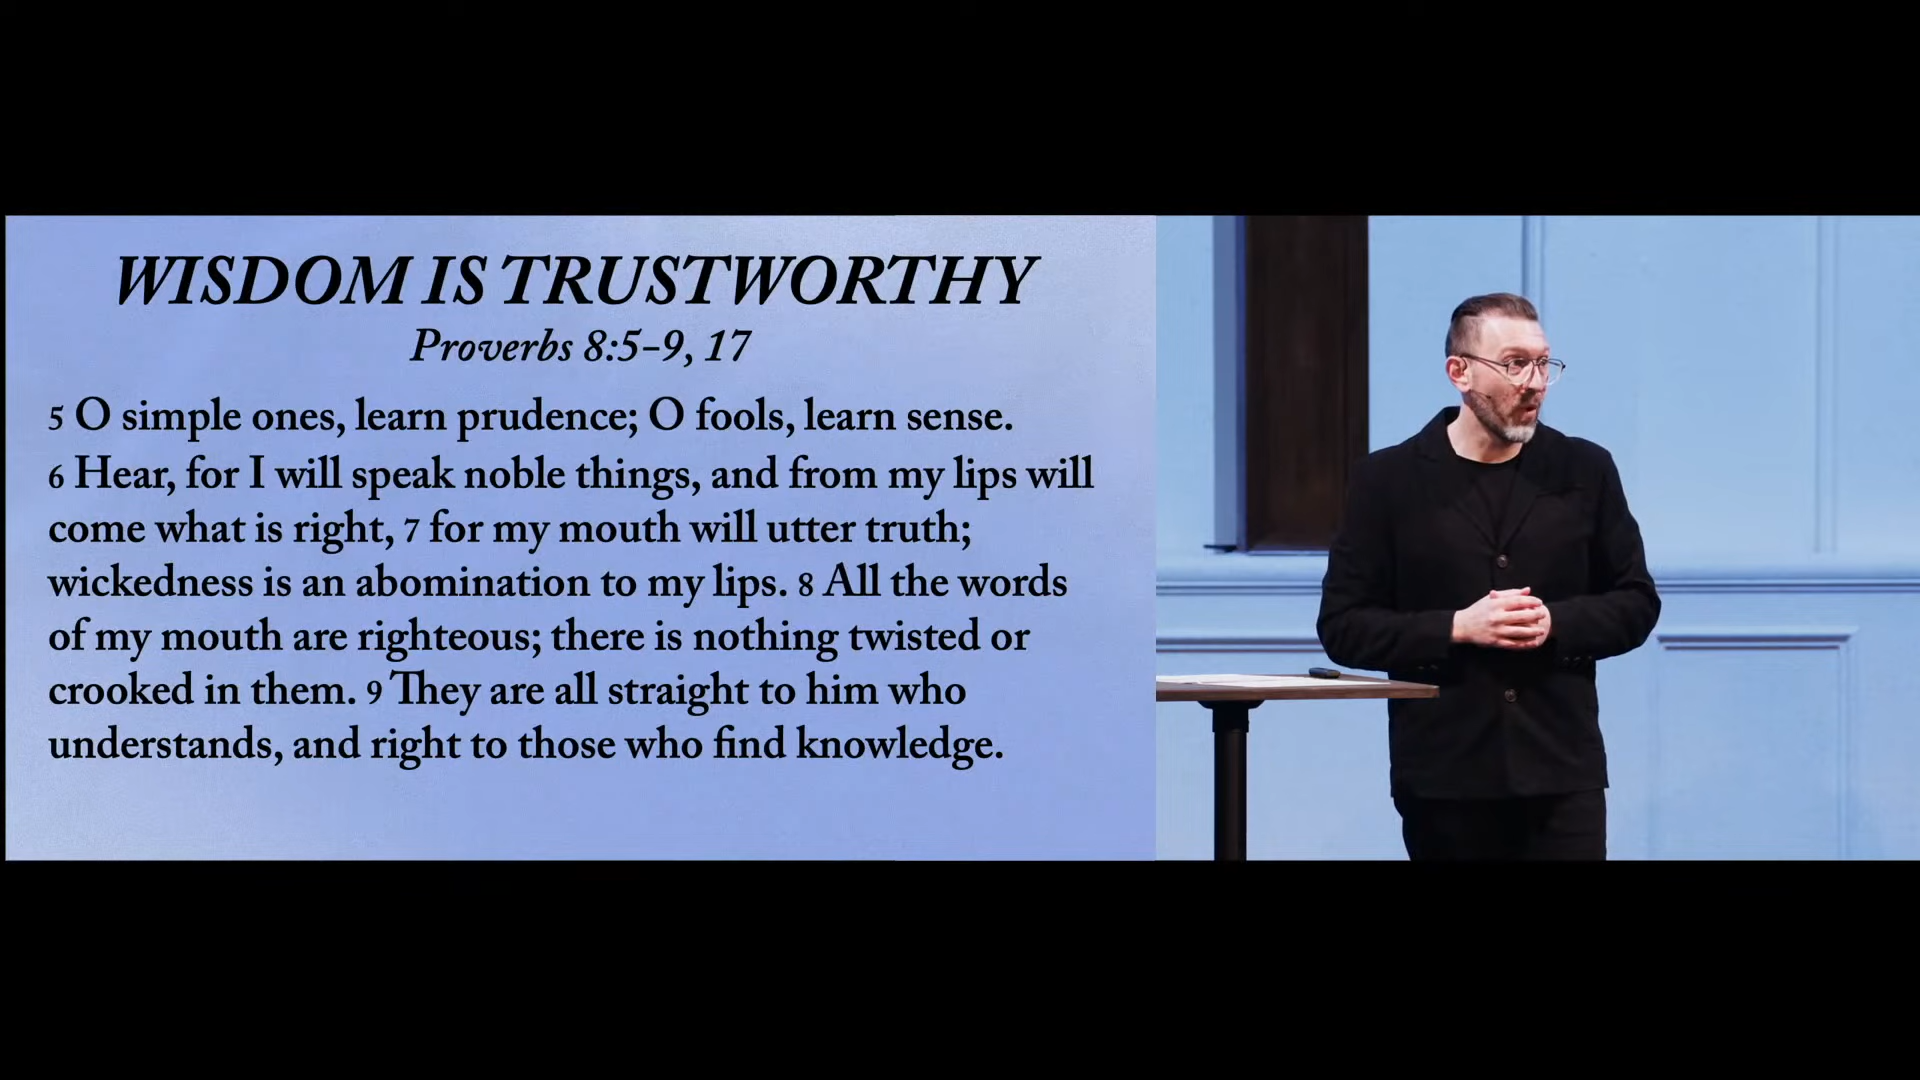 WISDOM IS TRUSTWORTHY
Proverbs 8:5–9, 17
5 O simple ones, learn prudence; O fools, learn sense.
6 Hear, for I will speak noble things, and from my lips will
come what is right, 7 for my mouth will utter truth;
wickedness is an abomination to my lips. 8 All the words
of my mouth are righteous; there is nothing twisted or
crooked in them. 9 They are all straight to him who
understands, and right to those who find knowledge.